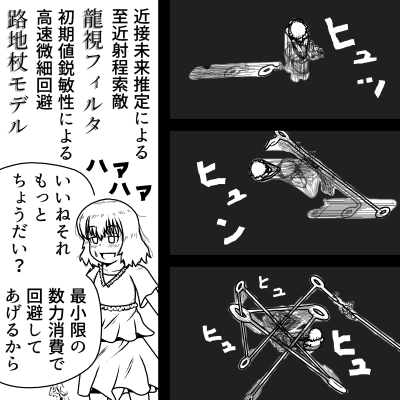 ヒュッ
ヒュン
ヒュ
ヒュ
ヒュ
近接未来推定による
至近射程索敵
龍視フィルタ
初期値鋭敏性による
高速微細回避
路地杖モデル
ハァ
ハァ
いいねそれ
もっと
ちょうだい?
最小限の
数力消費で
回避して
あげるから